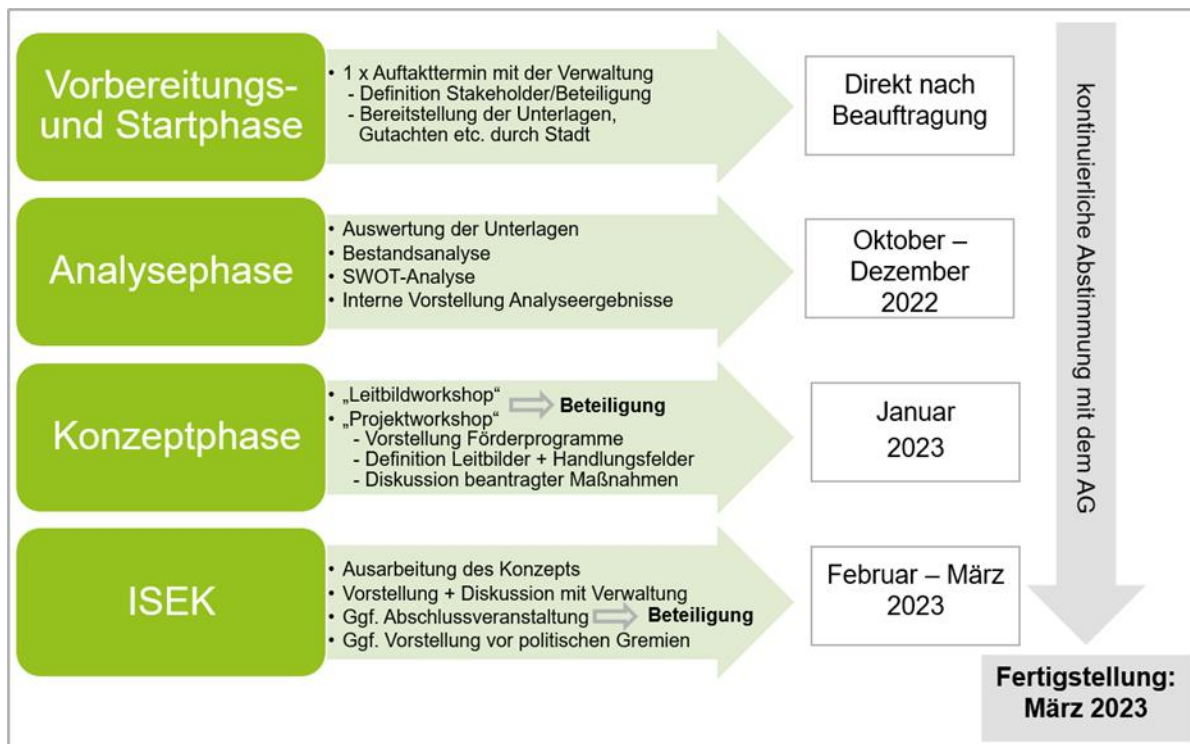 Vorbereitungs-
und Startphase
• 1 x Auftakttermin mit der Verwaltung
- Definition Stakeholder/Beteiligung
- Bereitstellung der Unterlagen,
Gutachten etc. durch Stadt
Direkt nach
Beauftragung
Analysephase
• Auswertung der Unterlagen
• Bestandsanalyse
• SWOT-Analyse
• Interne Vorstellung Analyseergebnisse
Oktober –
Dezember
2022
Konzeptphase
• „Leitbildworkshop“
Beteiligung
• „Projektworkshop“
- Vorstellung Förderprogramme
- Definition Leitbilder + Handlungsfelder
- Diskussion beantragter Maßnahmen
Januar
2023
ISEK
• Ausarbeitung des Konzepts
• Vorstellung + Diskussion mit Verwaltung
• Ggf. Abschlussveranstaltung Beteiligung
• Ggf. Vorstellung vor politischen Gremien
Februar – März
2023
kontinuierliche Abstimmung mit dem AG
Fertigstellung:
März 2023